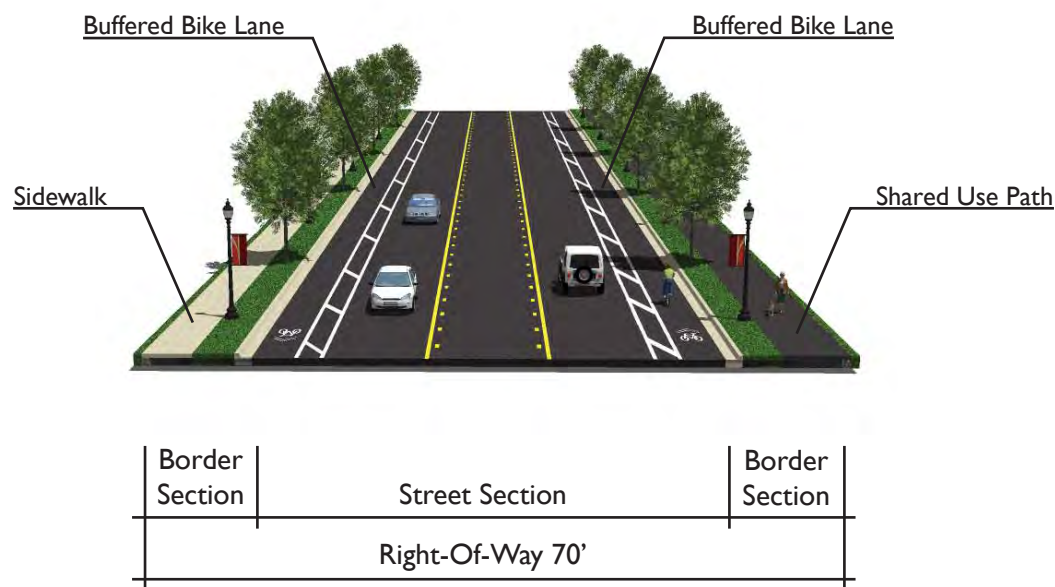 Buffered Bike Lane
Buffered Bike Lane
Sidewalk
Shared Use Path
Border
Section
Street Section
Border
Section
Right-Of-Way 70’